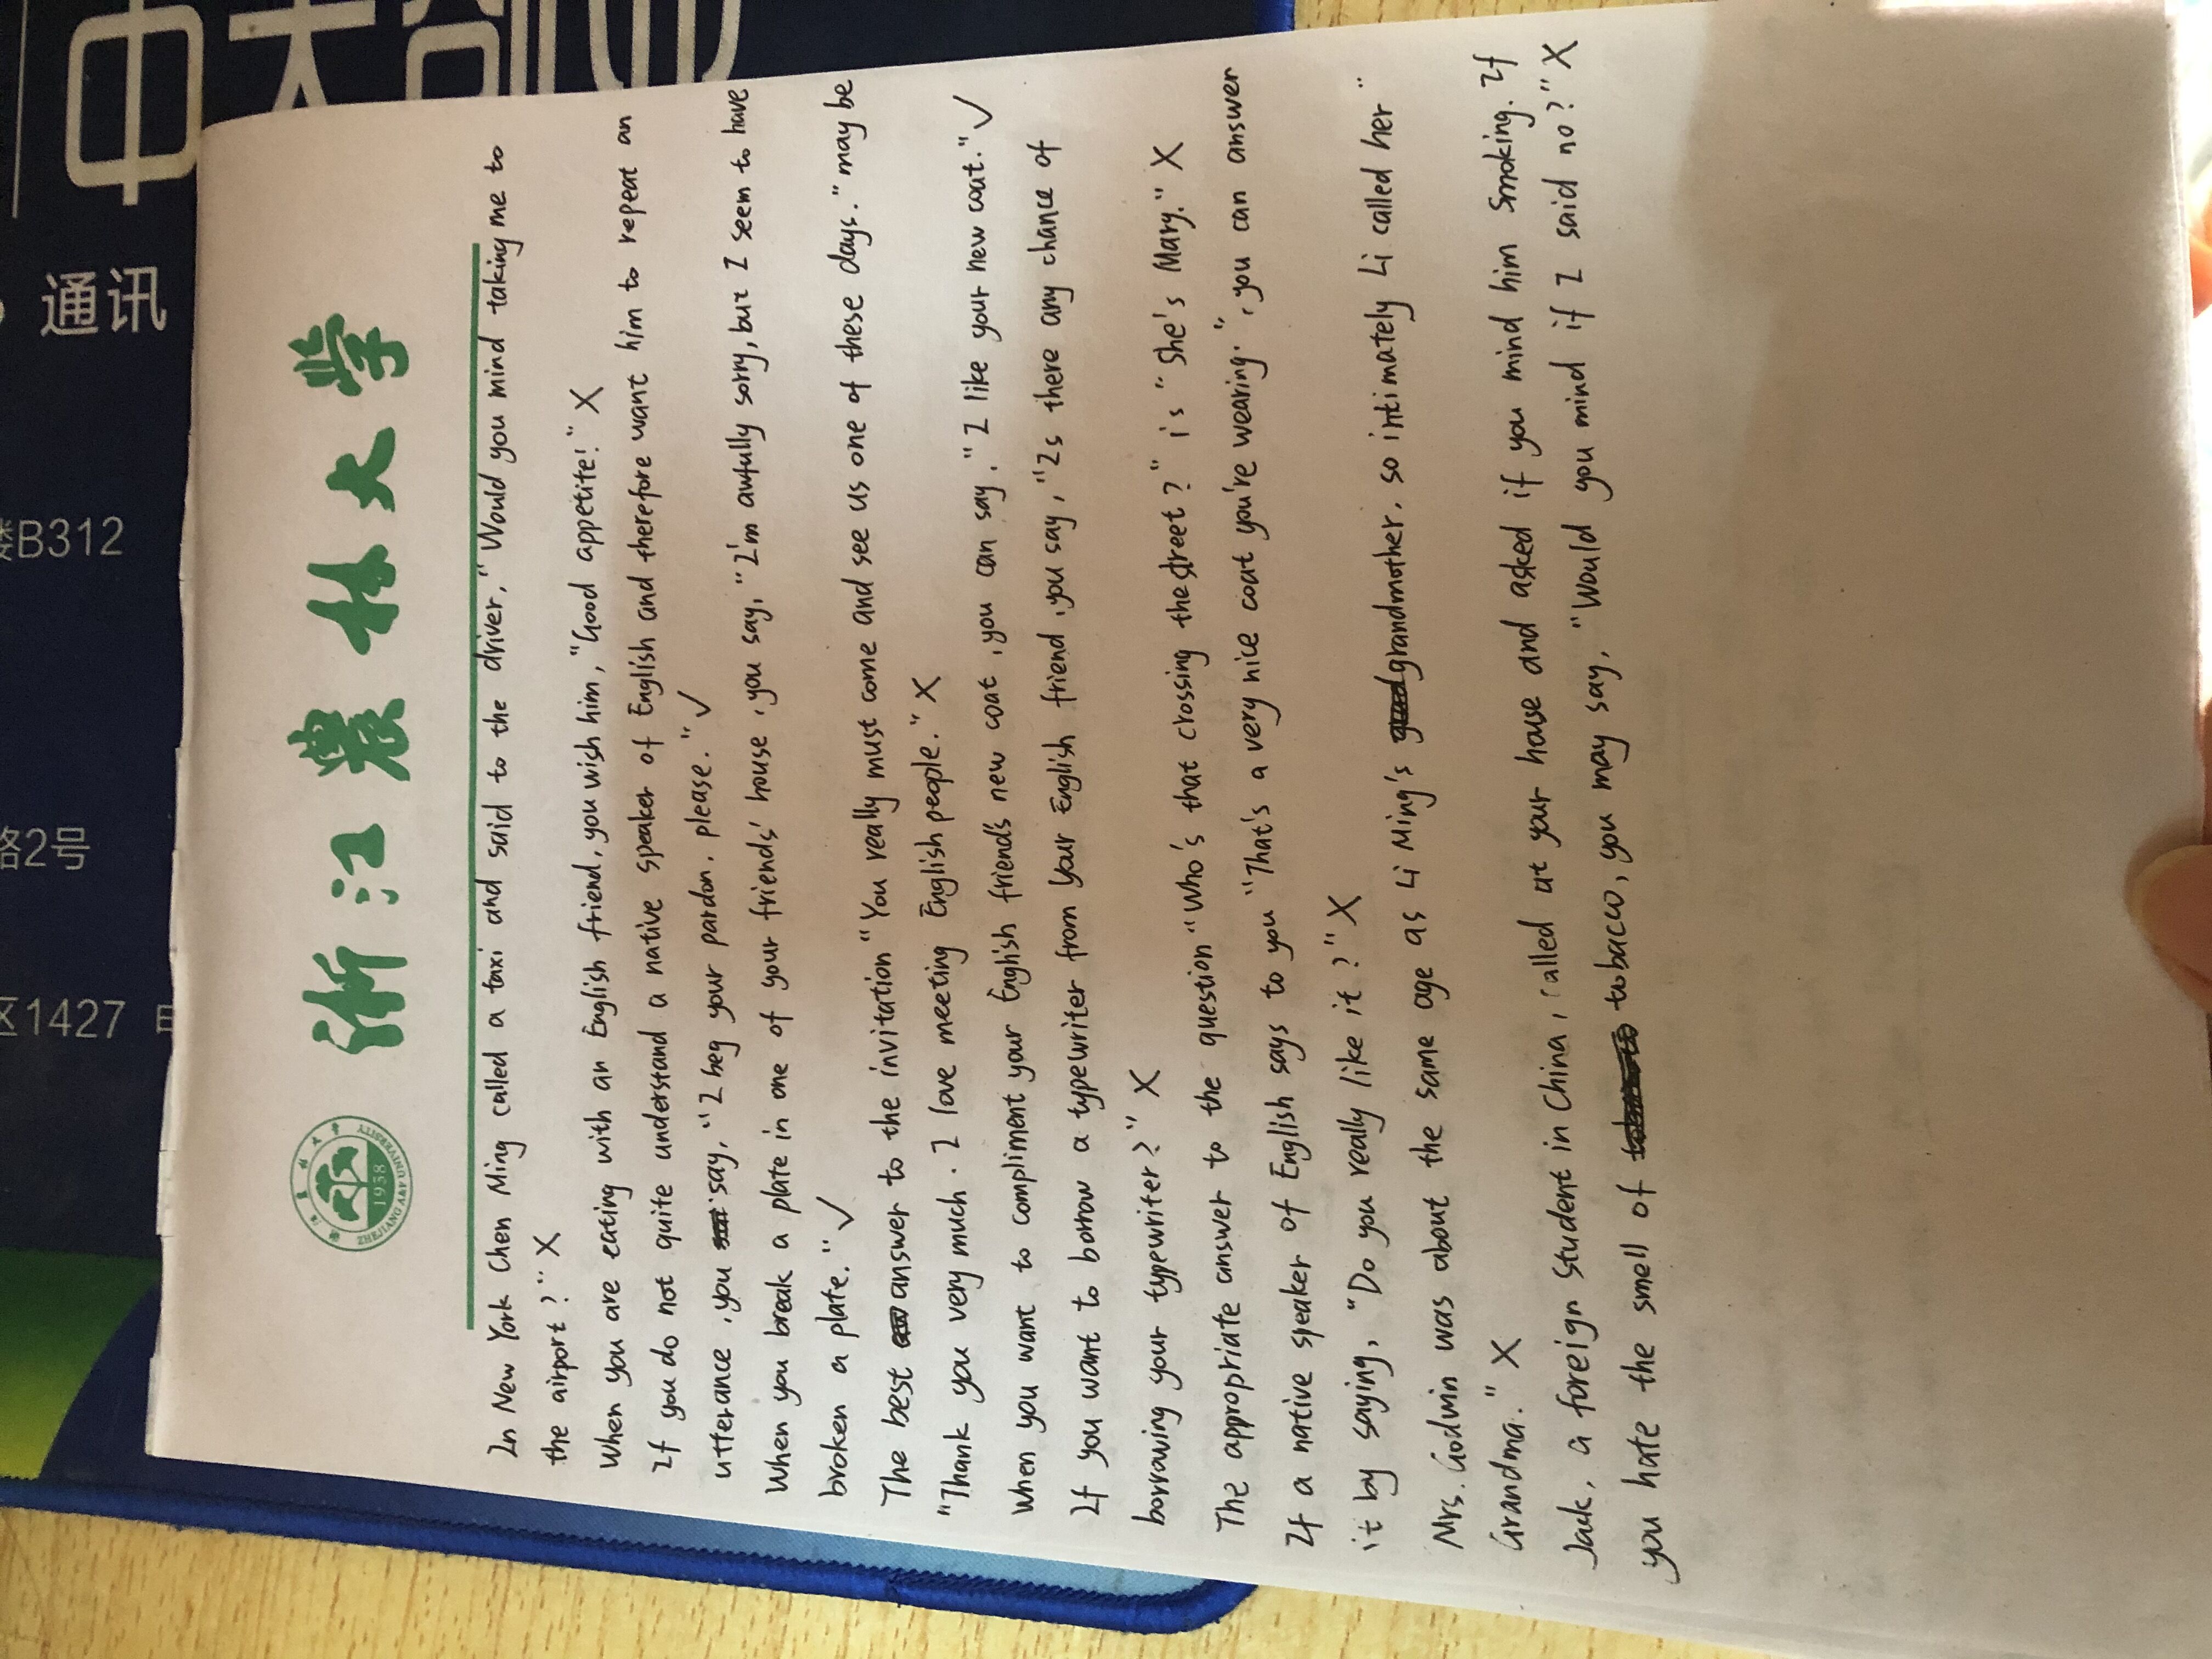 浙江農林大学
1958
ZHEJIANG A&F UNIVERSITY
In New York Chen Ming called a taxi and said to the driver, "Would you mind taking me to
the airport?" X
When you are eating with an English friend, you wish him, "Good appetite!" X
If you do not quite understand a native speaker of English and therefore want him to repeat an
utterance, you say, "I beg your pardon, please." ✓
When you break a plate in one of your friends' house, you say, "I'm awfully sorry, but I seem to have
broken a plate." ✓
The best answer to the invitation "You really must come and see us one of these days." may be
"Thank you very much. I love meeting English people." X
When you want to compliment your English friend's new coat, you can say, "I like your new coat." ✓
If you want to borrow a typewriter from your English friend, you say, "Is there any chance of
borrowing your typewriter?" X
The appropriate answer to the question "Who's that crossing the street?" is "She's Mary." X
If a native speaker of English says to you "That's a very nice coat you're wearing.", you can answer
it by saying, "Do you really like it?" X
Mrs. Godwin was about the same age as Li Ming's grandmother, so intimately Li called her "
Grandma." X
Jack, a foreign student in China, called at your house and asked if you mind him smoking. If
you hate the smell of tobacco, you may say, "Would you mind if I said no?" X
通讯
B312
路2号
区1427